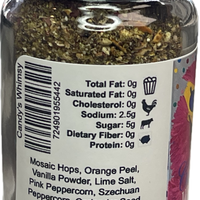 Candy's Whimsy
724901955442
Total Fat: 0g
Saturated Fat: 0g
Cholesterol: 0g
Sodium: 2.5g
Sugar: 5g
Dietary Fiber: 0g
Protein: 0g
Mosaic Hops, Orange Peel,
Vanilla Powder, Lime Salt,
Pink Peppercorn, Szechuan